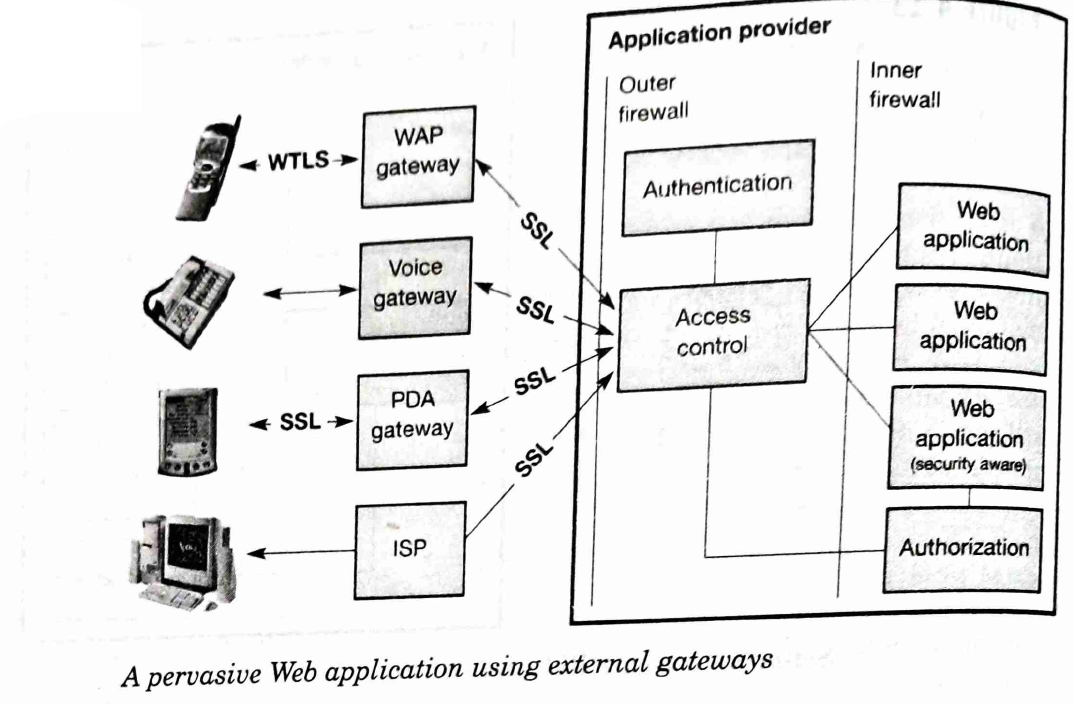 Application provider
Outer
firewall
Inner
firewall
WAP
gateway
WTLS
SSL
Authentication
Web
application
Voice
gateway
SSL
Access
control
Web
application
PDA
gateway
SSL
SSL
Web
application
(security aware)
ISP
SSL
Authorization
A pervasive Web application using external gateways